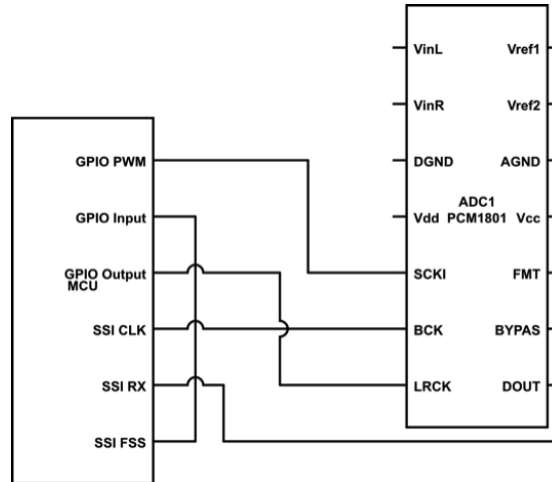 VinL Vref1
VinR Vref2
GPIO PWM DGND AGND
ADC1
GPIO Input Vdd PCM1801 Vcc
GPIO Output SCKI FMT
MCU
SSI CLK BCK BYPAS
SSI RX LRCK DOUT
SSI FSS